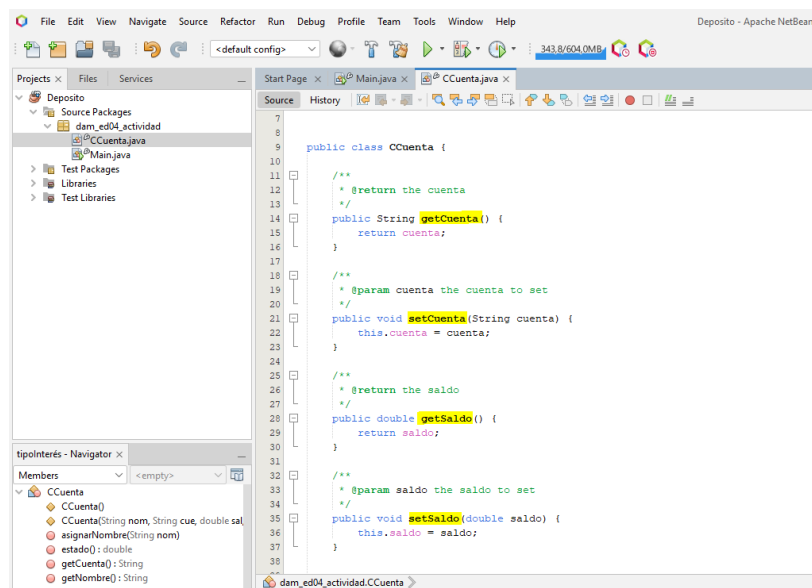 File Edit View Navigate Source Refactor Run Debug Profile Team Tools Window Help Deposito - Apache NetBean
<default config> 343.8/604.0MB
Projects Files Services
Deposito
Source Packages
dam_ed04_actividad
CCuenta.java
Main.java
Test Packages
Libraries
Test Libraries
tipoInterés - Navigator
Members <empty>
CCuenta
CCuenta()
CCuenta(String nom, String cue, double sal,
asignarNombre(String nom)
estado() : double
getCuenta() : String
getNombre() : String
Start Page Main.java CCuenta.java
Source History
7
8
9 public class CCuenta {
10
11 /**
12 * @return the cuenta
13 */
14 public String getCuenta() {
15 return cuenta;
16 }
17
18 /**
19 * @param cuenta the cuenta to set
20 */
21 public void setCuenta(String cuenta) {
22 this.cuenta = cuenta;
23 }
24
25 /**
26 * @return the saldo
27 */
28 public double getSaldo() {
29 return saldo;
30 }
31
32 /**
33 * @param saldo the saldo to set
34 */
35 public void setSaldo(double saldo) {
36 this.saldo = saldo;
37 }
38
dam_ed04_actividad.CCuenta